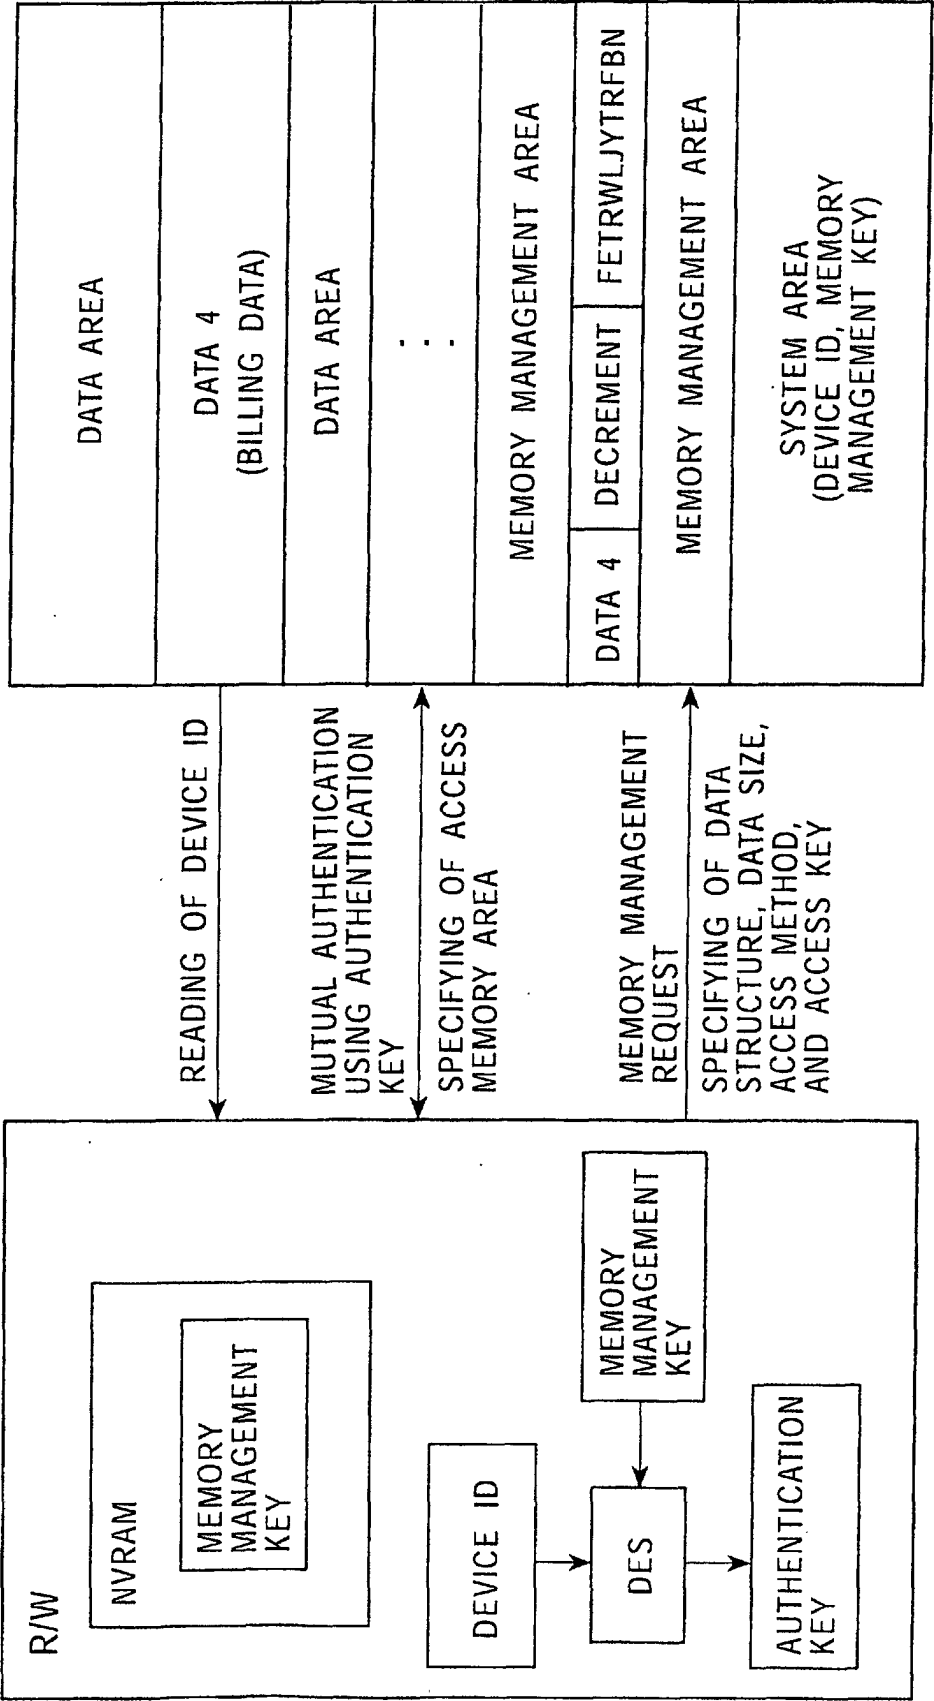 R/W
NVRAM
MEMORY
MANAGEMENT
KEY
DEVICE ID
DES
MEMORY
MANAGEMENT
KEY
AUTHENTICATION
KEY
READING OF DEVICE ID
MUTUAL AUTHENTICATION
USING AUTHENTICATION
KEY
SPECIFYING OF ACCESS
MEMORY AREA
MEMORY MANAGEMENT
REQUEST
SPECIFYING OF DATA
STRUCTURE, DATA SIZE,
ACCESS METHOD,
AND ACCESS KEY
DATA AREA
DATA 4
(BILLING DATA)
DATA AREA
. . .
MEMORY MANAGEMENT AREA
DATA 4 DECREMENT FETRWLJYTRFBN
MEMORY MANAGEMENT AREA
SYSTEM AREA
(DEVICE ID, MEMORY
MANAGEMENT KEY)